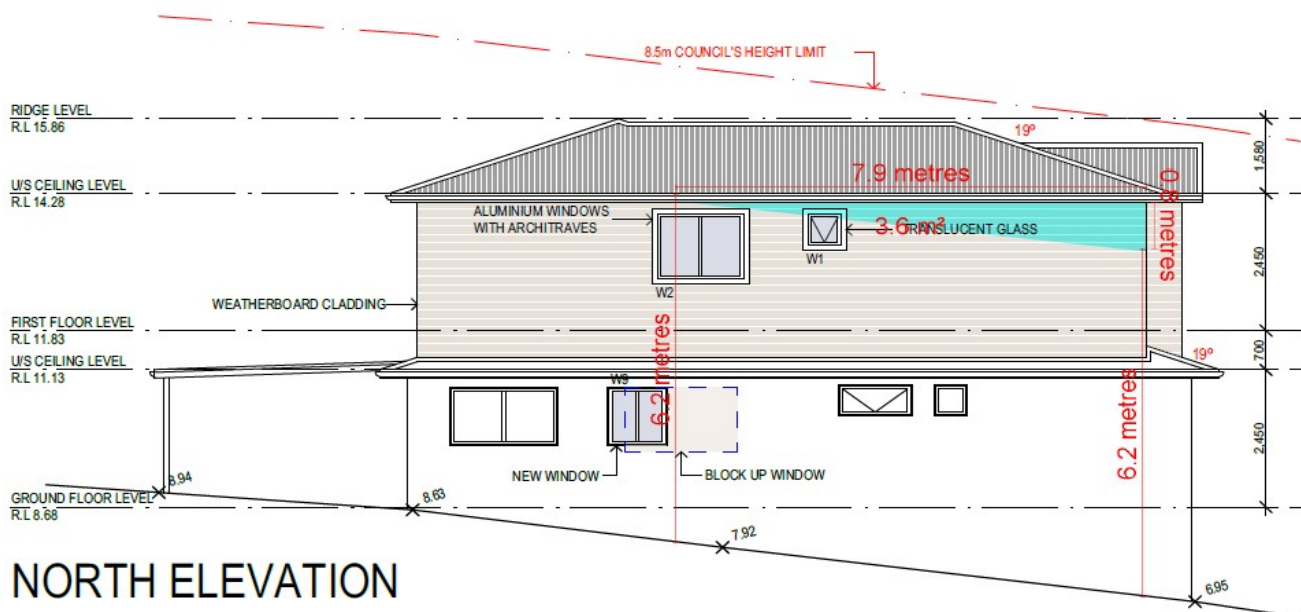 8.5m COUNCIL'S HEIGHT LIMIT
RIDGE LEVEL
R.L 15.86
19º
1,580
7.9 metres
0.8 metres
U/S CEILING LEVEL
R.L 14.28
ALUMINIUM WINDOWS
WITH ARCHITRAVES
3.6 m²
TRANSLUCENT GLASS
W1
W2
2,450
WEATHERBOARD CLADDING
FIRST FLOOR LEVEL
R.L 11.83
6.2 metres
700
U/S CEILING LEVEL
R.L 11.13
19º
W9
6.2 metres
2,450
NEW WINDOW
BLOCK UP WINDOW
8.94
GROUND FLOOR LEVEL
R.L 8.68
8.63
7.92
6.95
NORTH ELEVATION